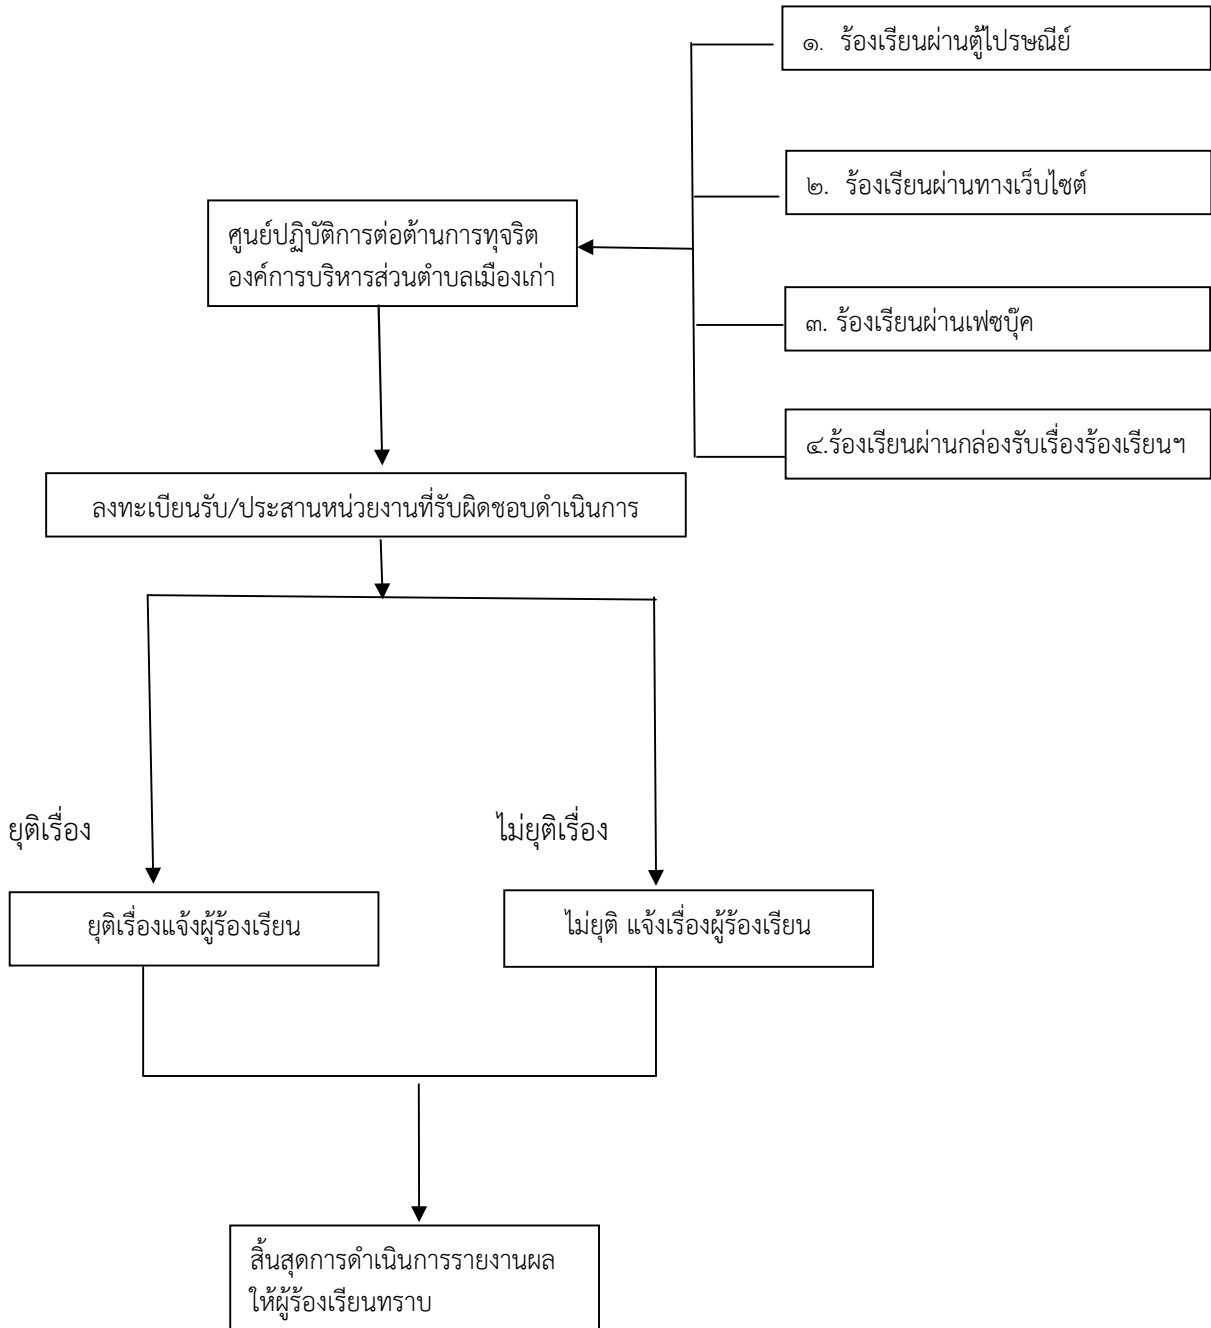 ๑. ร้องเรียนผ่านตู้ไปรษณีย์
๒. ร้องเรียนผ่านทางเว็บไซต์
ศูนย์ปฏิบัติการต่อต้านการทุจริต
องค์การบริหารส่วนตำบลเมืองเก่า
๓. ร้องเรียนผ่านเฟซบุ๊ค
๔.ร้องเรียนผ่านกล่องรับเรื่องร้องเรียนฯ
ลงทะเบียนรับ/ประสานหน่วยงานที่รับผิดชอบดำเนินการ
ยุติเรื่อง
ไม่ยุติเรื่อง
ยุติเรื่องแจ้งผู้ร้องเรียน
ไม่ยุติ แจ้งเรื่องผู้ร้องเรียน
สิ้นสุดการดำเนินการรายงานผล
ให้ผู้ร้องเรียนทราบ